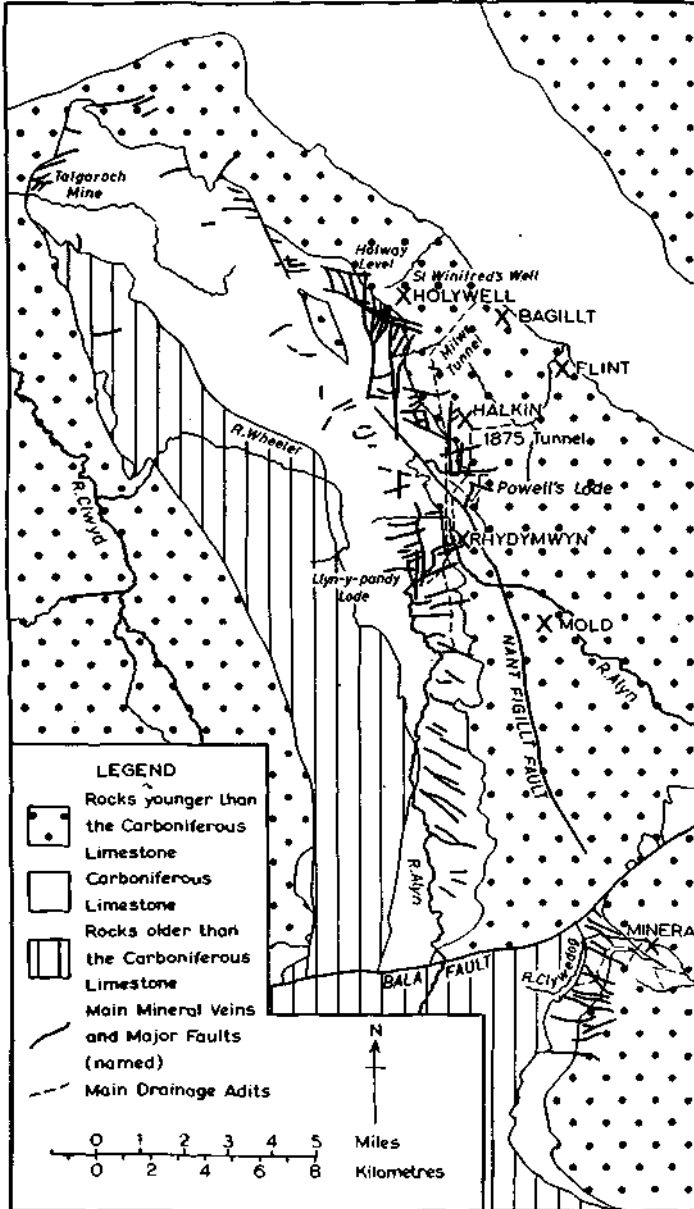 Talgaroch
Mine
Holway
Level
St Winifred's Well
HOLYWELL
BAGILLT
Milwr
Tunnel
FLINT
HALKIN
1875 Tunnel
R.Wheeler
R.Clwyd
Powell's Lode
RHYDYMWYN
Llyn-y-pandy
Lode
MOLD
R.Alyn
NANT FIGILLT FAULT
R.Alyn
BALA FAULT
MINERA
R.Clywedog
LEGEND
Rocks younger than
the Carboniferous
Limestone
Carboniferous
Limestone
Rocks older than
the Carboniferous
Limestone
Main Mineral Veins
and Major Faults
(named)
Main Drainage Adits
N
0 1 2 3 4 5 Miles
0 2 4 6 8 Kilometres